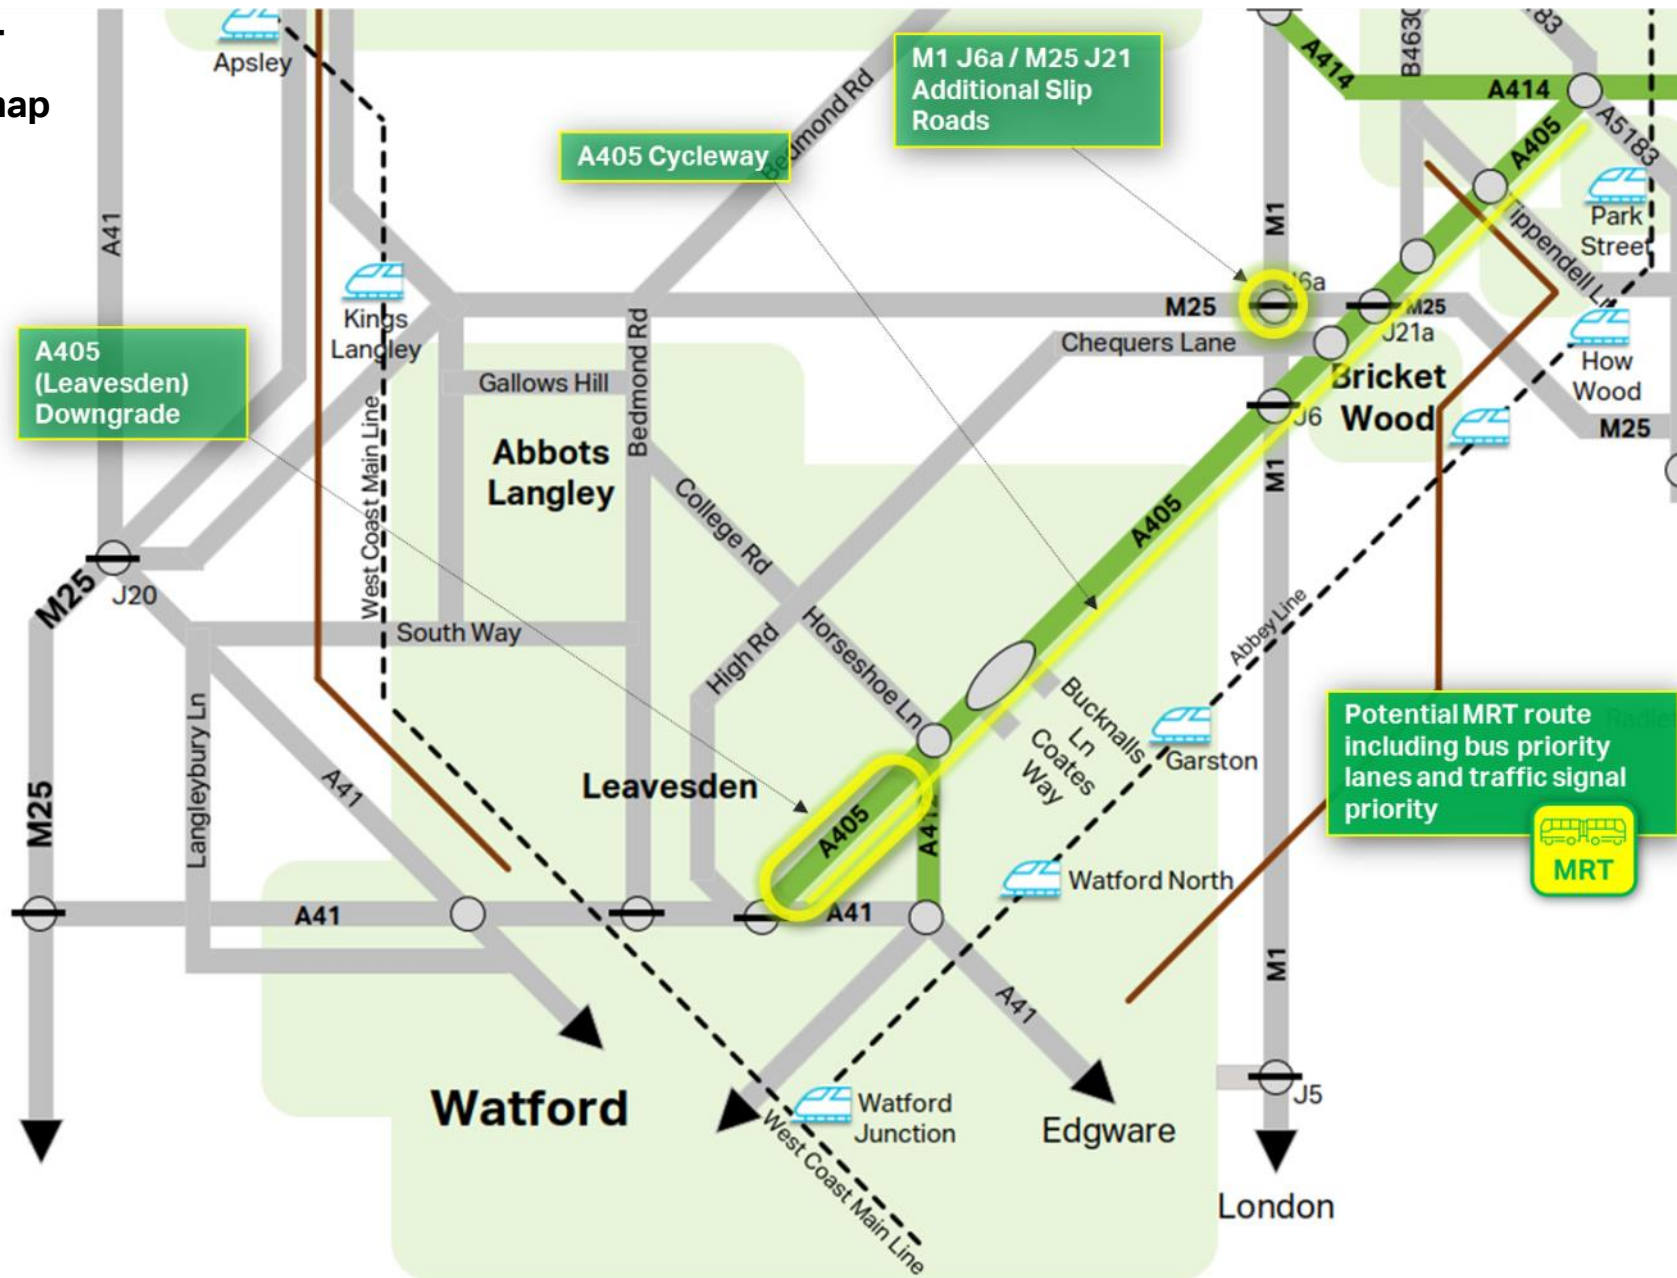 map
Apsley
A41
Kings
Langley
West Coast Main Line
A405
(Leavesden)
Downgrade
A405 Cycleway
M1 J6a / M25 J21
Additional Slip
Roads
Bedmond Rd
A414
B4630
A414
A405
A5183
Park
Street
Tippendell Ln
M1
J6a
M25
M25
J21a
Chequers Lane
Bricket
Wood
How
Wood
M25
J6
M1
Gallows Hill
Bedmond Rd
Abbots
Langley
College Rd
A405
M25
J20
South Way
High Rd
Horseshoe Ln
Abbey Line
Bucknalls
Ln
Coates
Way
Garston
Potential MRT route
including bus priority
lanes and traffic signal
priority
MRT
Langleybury Ln
A41
M25
Leavesden
A405
Watford North
A41
A41
M1
A41
Watford
Watford
Junction
West Coast Main Line
Edgware
J5
London